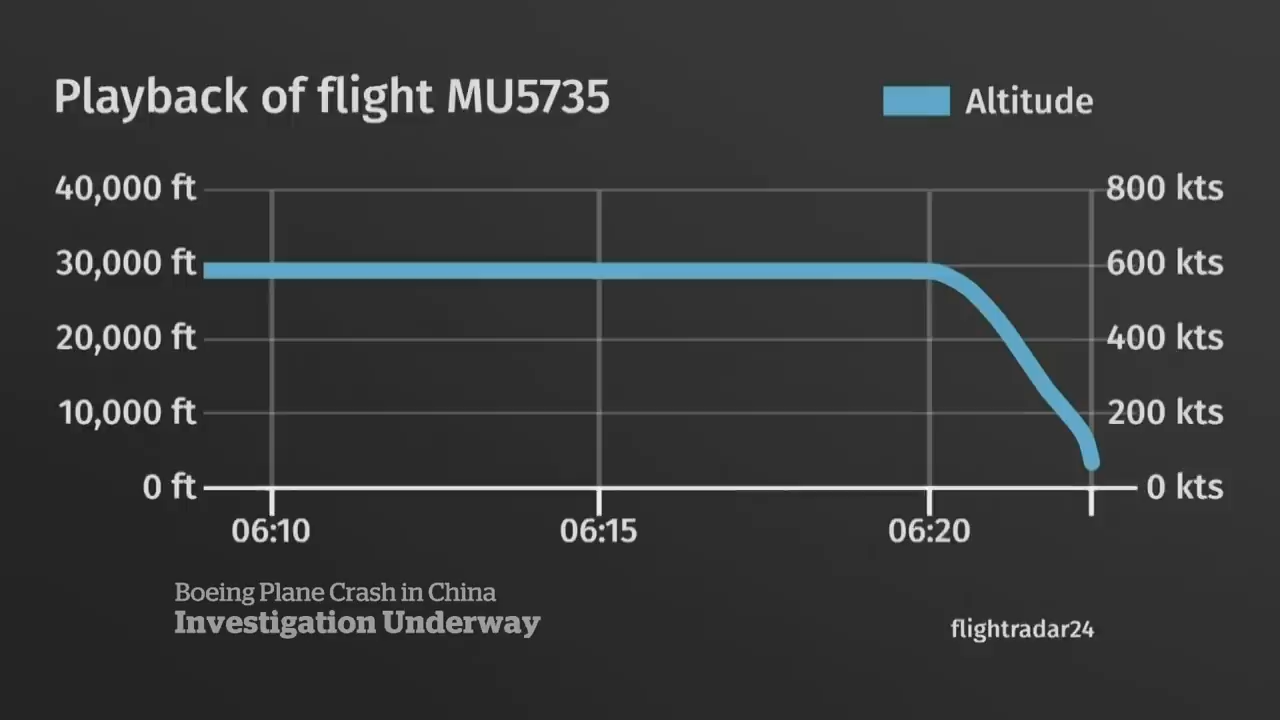 Playback of flight MU5735
Altitude
40,000 ft
800 kts
30,000 ft
600 kts
20,000 ft
400 kts
10,000 ft
200 kts
0 ft
0 kts
06:10
06:15
06:20
Boeing Plane Crash in China
Investigation Underway
flightradar24